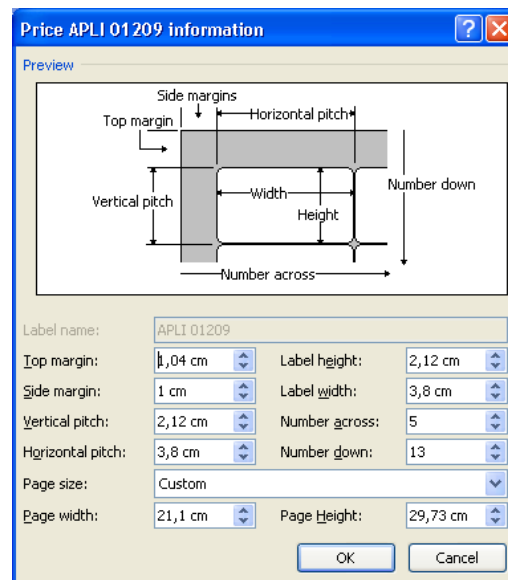 Price APLI 01209 information
Preview
Side margins
Top margin
Horizontal pitch
Vertical pitch
Width
Height
Number down
Number across
Label name: APLI 01209
Top margin: 1,04 cm Label height: 2,12 cm
Side margin: 1 cm Label width: 3,8 cm
Vertical pitch: 2,12 cm Number across: 5
Horizontal pitch: 3,8 cm Number down: 13
Page size: Custom
Page width: 21,1 cm Page Height: 29,73 cm
OK Cancel